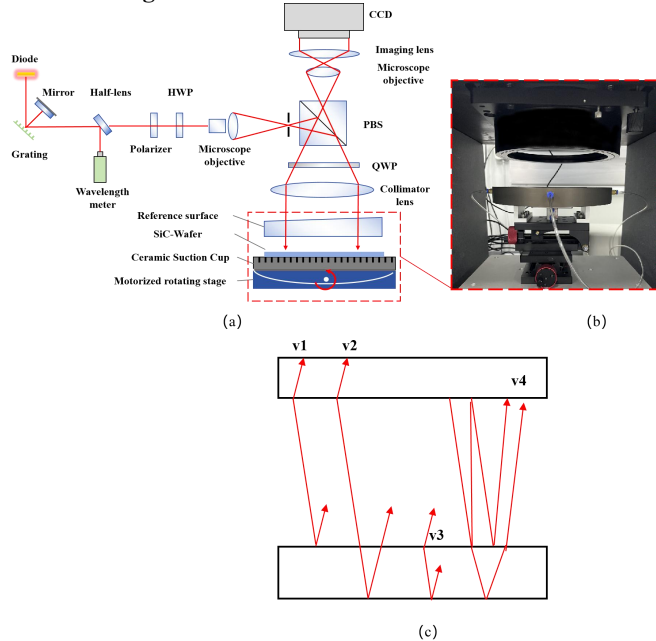 CCD
Imaging lens
Microscope
objective
Diode
Mirror
Half-lens
HWP
PBS
Grating
Polarizer
Microscope
objective
QWP
Wavelength
meter
Collimator
lens
Reference surface
SiC-Wafer
Ceramic Suction Cup
Motorized rotating stage
(a)
(b)
v1
v2
v4
v3
(c)